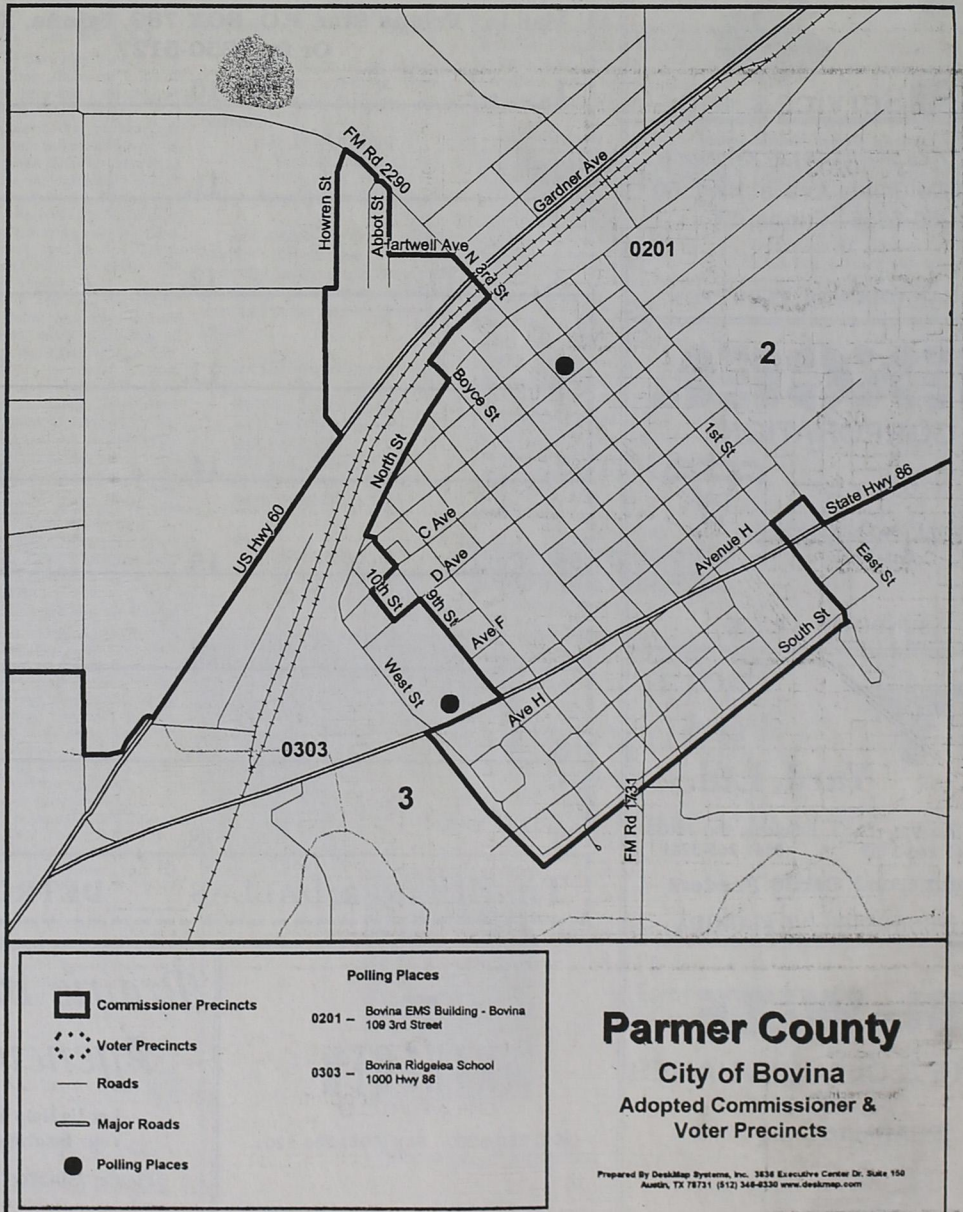 FM Rd 2290
Howren St
Abbot St
artwell Ave
N 3rd St
Gardner Ave
0201
2
Boyce St
1st St
North St
State Hwy 86
C Ave
US Hwy 60
D Ave
Avenue H
East St
10th St
9th St
Ave F
South St
West St
Ave H
0303
3
FM Rd 1731
Commissioner Precincts
Voter Precincts
Roads
Major Roads
Polling Places
Polling Places
0201 – Bovina EMS Building - Bovina
109 3rd Street
0303 – Bovina Ridgelea School
1000 Hwy 86
Parmer County
City of Bovina
Adopted Commissioner &
Voter Precincts
Prepared By DeskMap Systems, Inc. 3836 Executive Center Dr. Suite 150
Austin, TX 78731 (512) 346-9330 www.deskmap.com